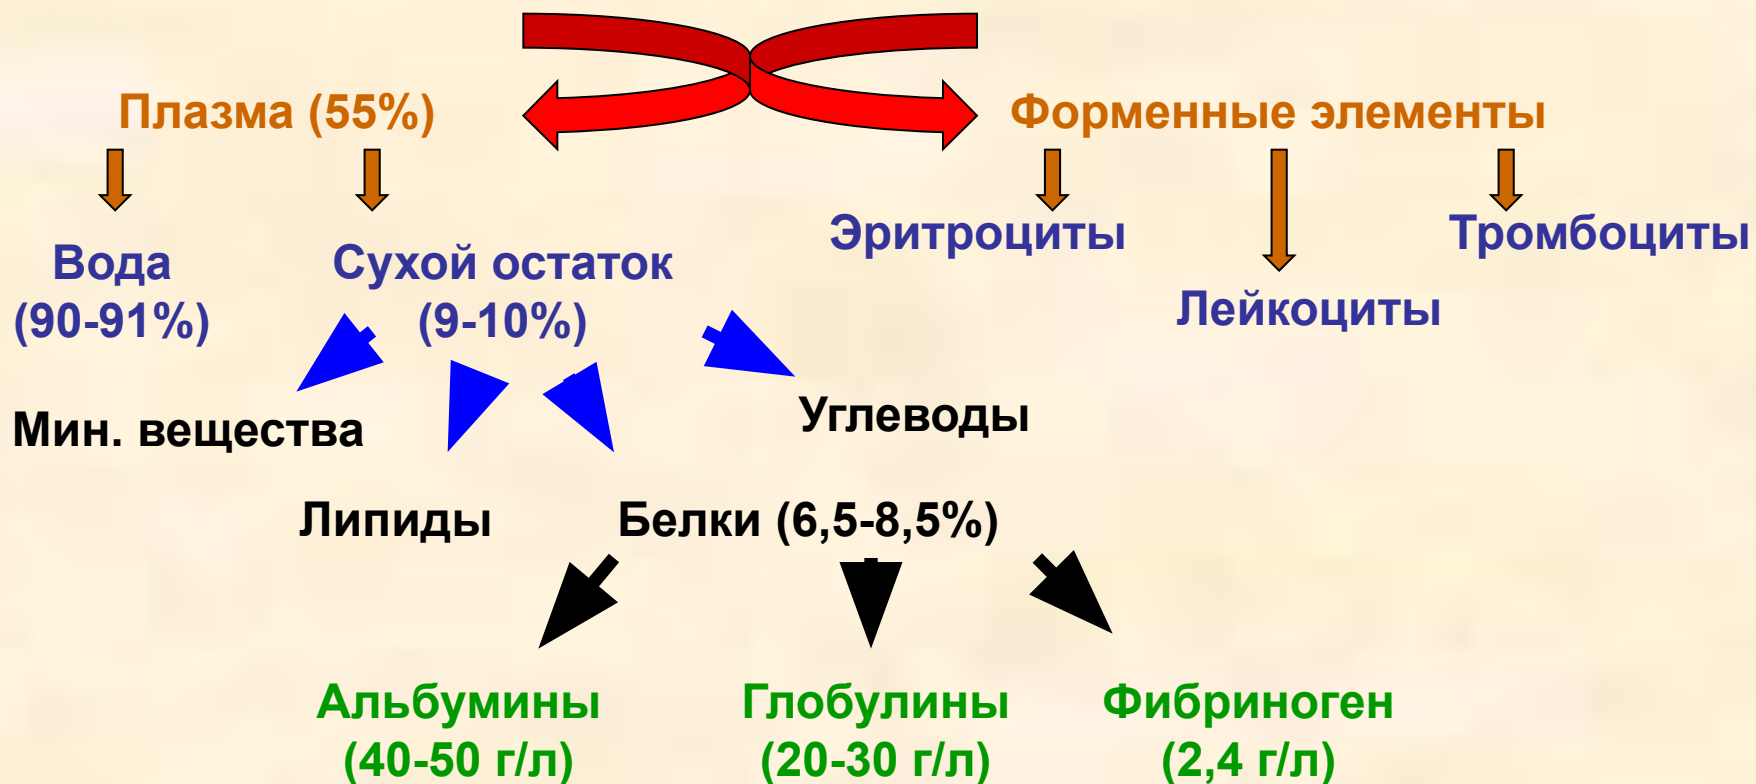 Плазма (55%)
Форменные элементы
Эритроциты
Тромбоциты
Лейкоциты
Вода
(90-91%)
Сухой остаток
(9-10%)
Мин. вещества
Углеводы
Липиды
Белки (6,5-8,5%)
Альбумины
(40-50 г/л)
Глобулины
(20-30 г/л)
Фибриноген
(2,4 г/л)